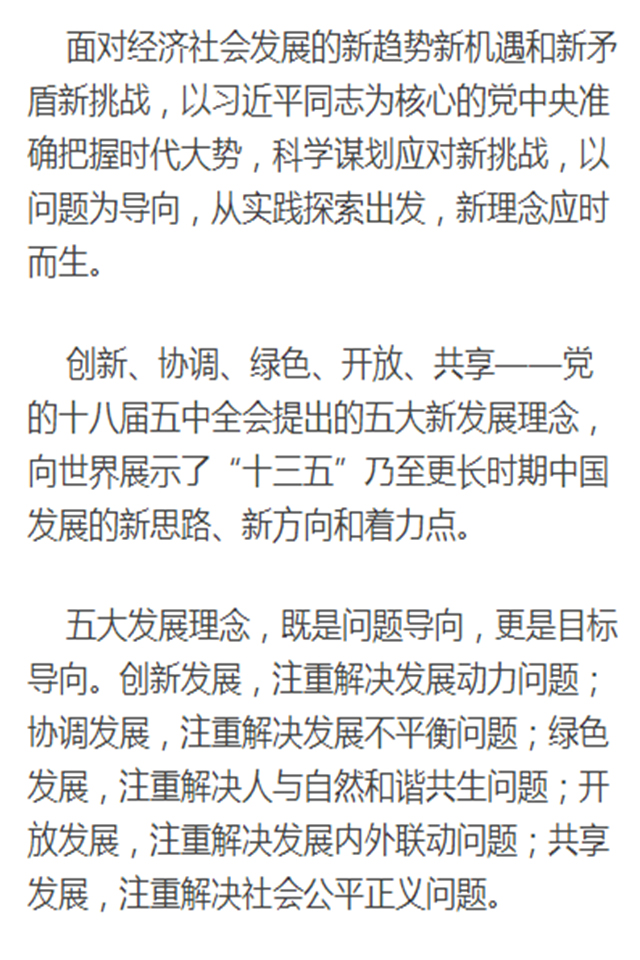 面对经济社会发展的新趋势新机遇和新矛
盾新挑战，以习近平同志为核心的党中央准
确把握时代大势，科学谋划应对新挑战，以
问题为导向，从实践探索出发，新理念应时
而生。
创新、协调、绿色、开放、共享——党
的十八届五中全会提出的五大新发展理念，
向世界展示了“十三五”乃至更长时期中国
发展的新思路、新方向和着力点。
五大发展理念，既是问题导向，更是目标
导向。创新发展，注重解决发展动力问题；
协调发展，注重解决发展不平衡问题；绿色
发展，注重解决人与自然和谐共生问题；开
放发展，注重解决发展内外联动问题；共享
发展，注重解决社会公平正义问题。